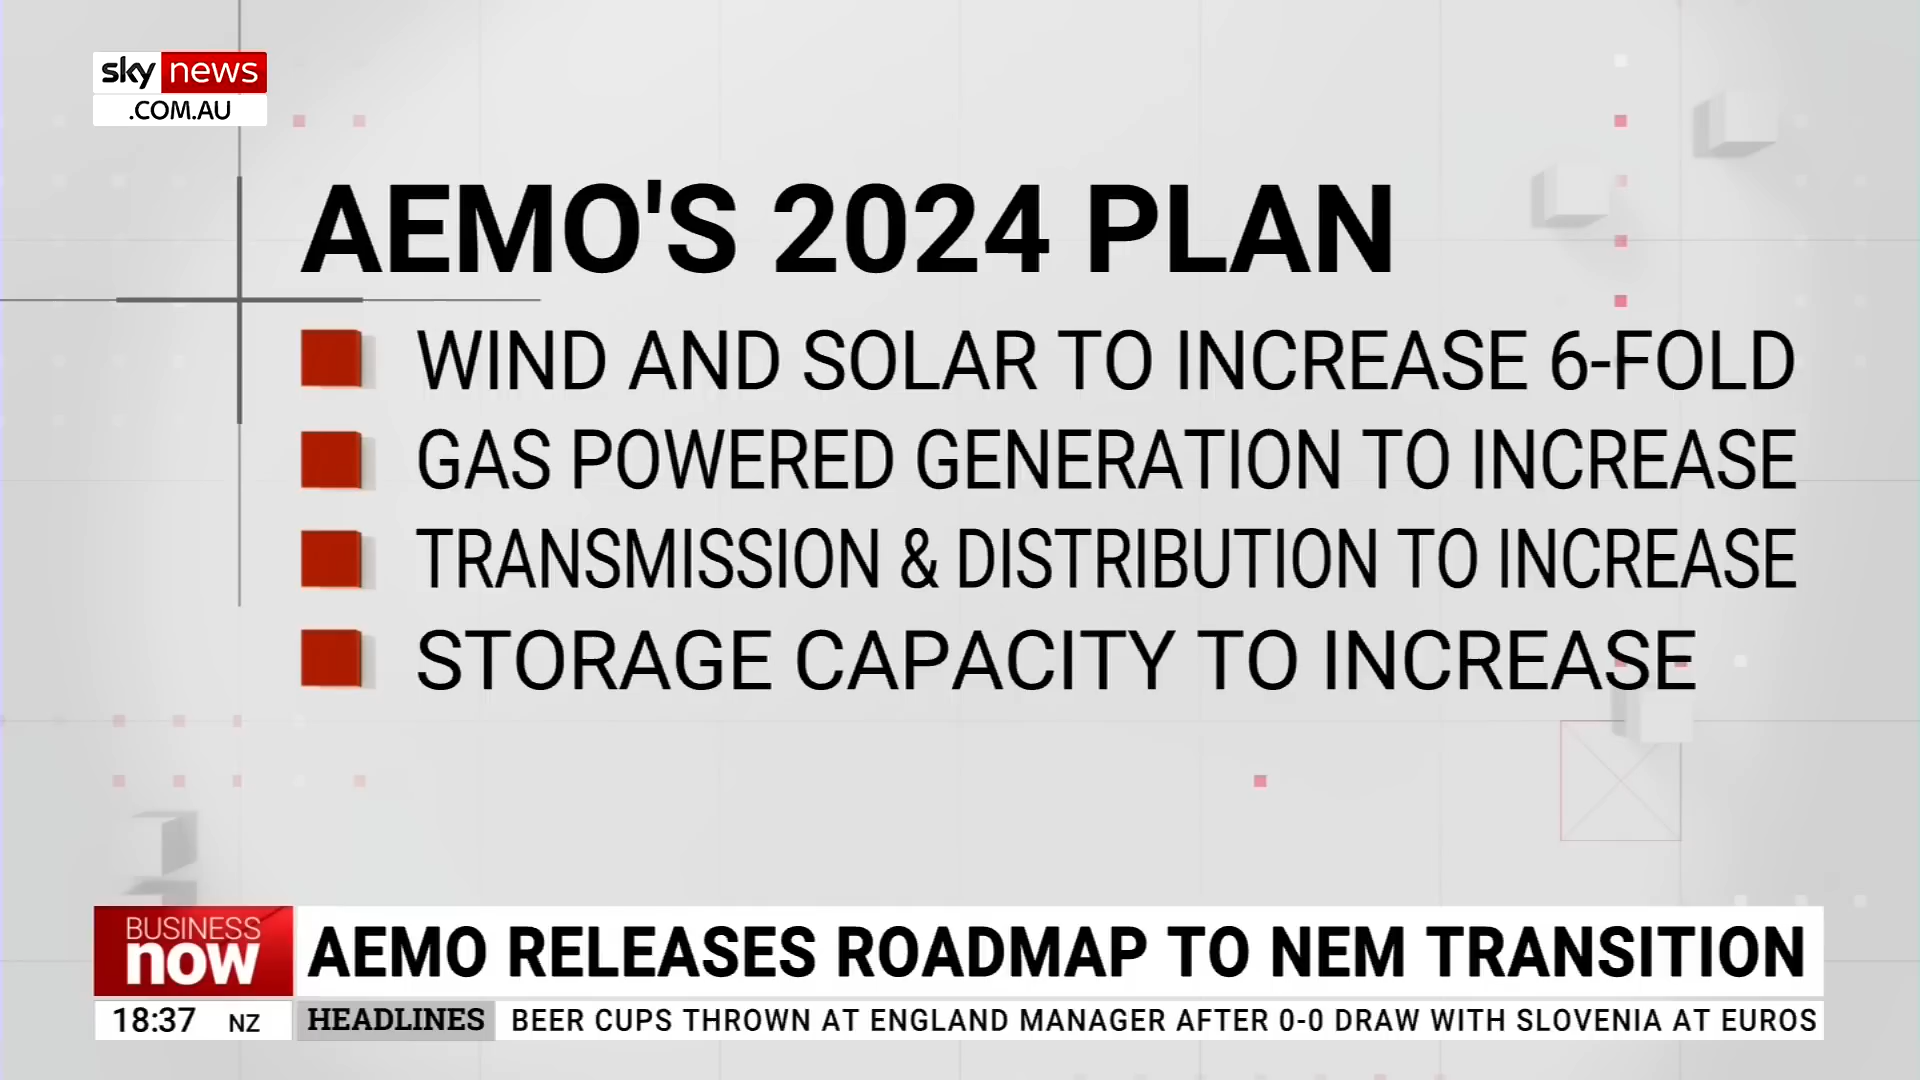 sky news
.COM.AU
AEMO'S 2024 PLAN
WIND AND SOLAR TO INCREASE 6-FOLD
GAS POWERED GENERATION TO INCREASE
TRANSMISSION & DISTRIBUTION TO INCREASE
STORAGE CAPACITY TO INCREASE
BUSINESS
now
AEMO RELEASES ROADMAP TO NEM TRANSITION
18:37 NZ
HEADLINES
BEER CUPS THROWN AT ENGLAND MANAGER AFTER 0-0 DRAW WITH SLOVENIA AT EUROS